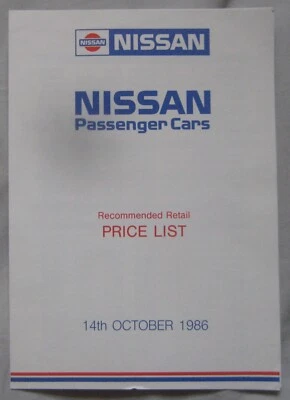 NISSAN NISSAN
NISSAN
Passenger Cars
Recommended Retail
PRICE LIST
14th OCTOBER 1986